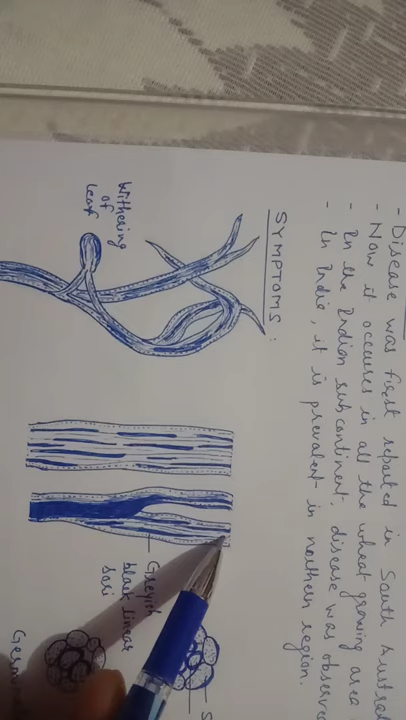 - Disease was first reported in South Austral
- Now it occures in all the wheat growing area
- In the Indian subcontinent, disease was observe
- In India, it is prevalent in northern region.
SYMPTOMS :
Withering
of
leaf
Greyish
black linear
sori
S